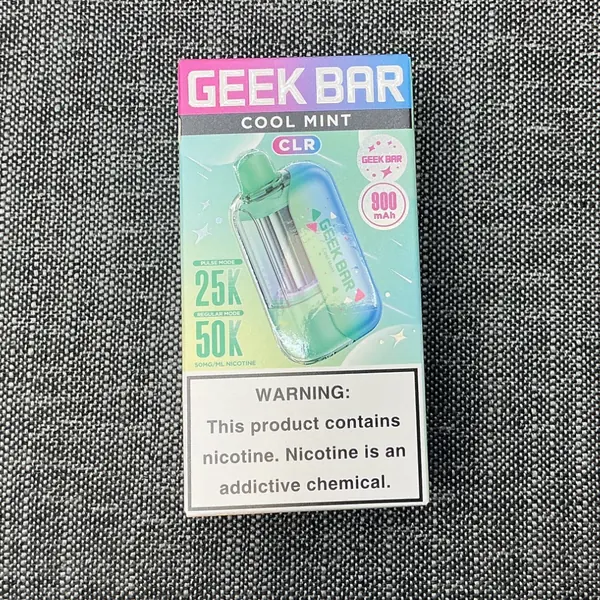 GEEK BAR
COOL MINT
CLR
GEEK BAR
900
mAh
GEEK BAR
PULSE MODE
25K
REGULAR MODE
50K
50MG/ML NICOTINE
WARNING:
This product contains
nicotine. Nicotine is an
addictive chemical.